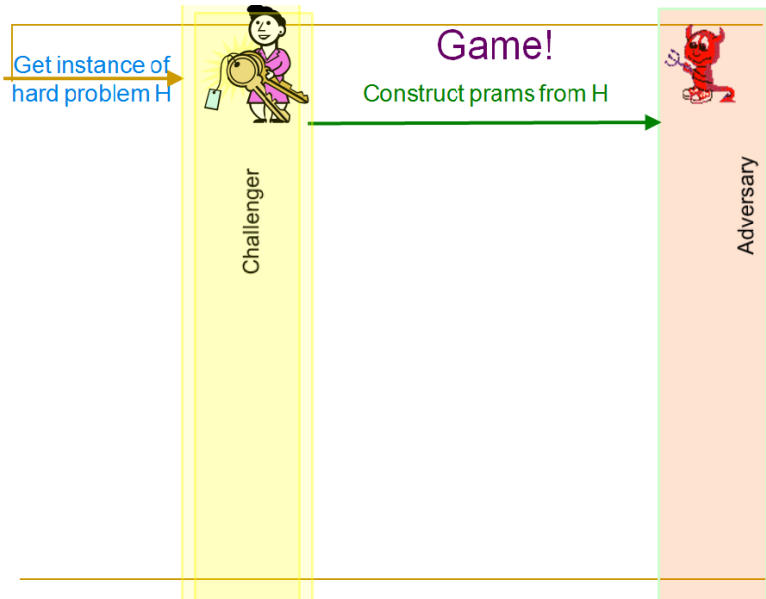 Game!
Get instance of
hard problem H
Construct prams from H
Challenger
Adversary